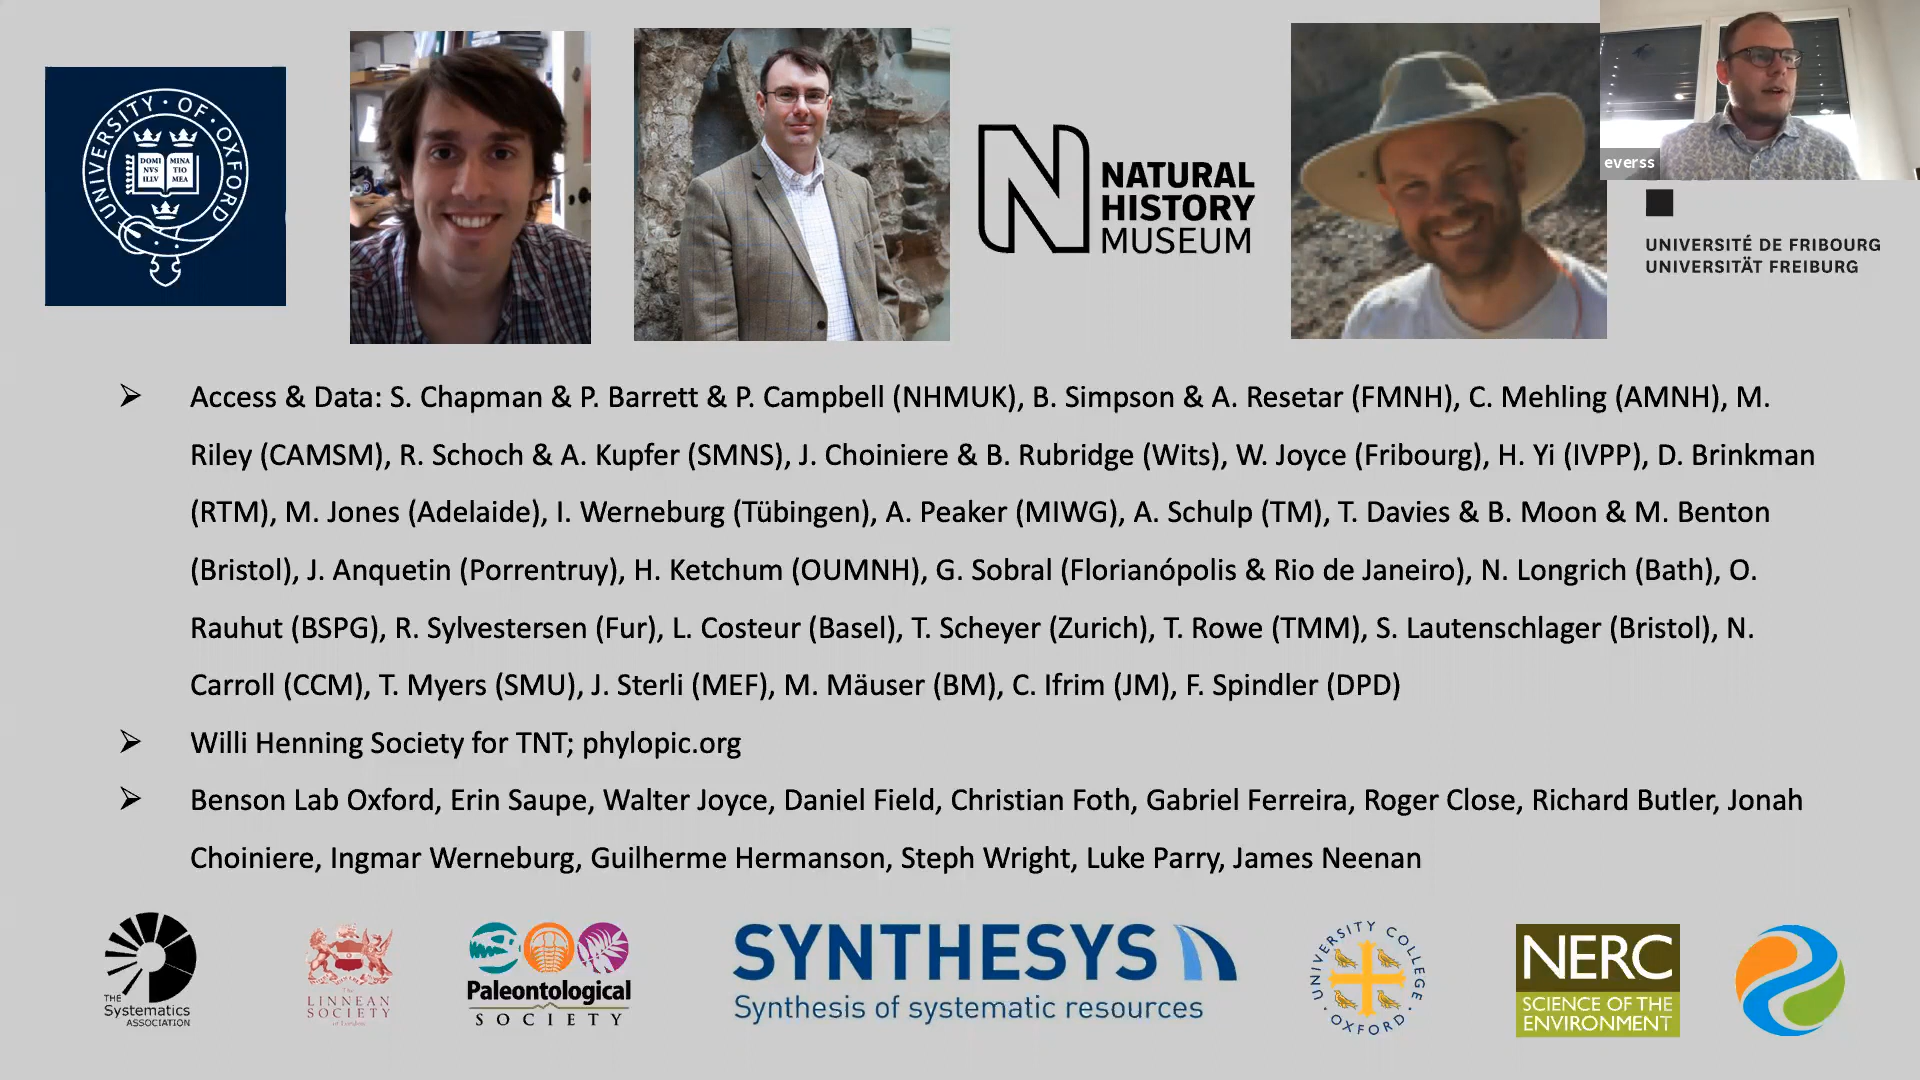 UNIVERSITY · OF · OXFORD
DOMI MINA
NVS TIO
ILLV MEA
NATURAL
HISTORY
MUSEUM
everss
UNIVERSITÉ DE FRIBOURG
UNIVERSITÄT FREIBURG
Access & Data: S. Chapman & P. Barrett & P. Campbell (NHMUK), B. Simpson & A. Resetar (FMNH), C. Mehling (AMNH), M.
Riley (CAMSM), R. Schoch & A. Kupfer (SMNS), J. Choiniere & B. Rubridge (Wits), W. Joyce (Fribourg), H. Yi (IVPP), D. Brinkman
(RTM), M. Jones (Adelaide), I. Werneburg (Tübingen), A. Peaker (MIWG), A. Schulp (TM), T. Davies & B. Moon & M. Benton
(Bristol), J. Anquetin (Porrentruy), H. Ketchum (OUMNH), G. Sobral (Florianópolis & Rio de Janeiro), N. Longrich (Bath), O.
Rauhut (BSPG), R. Sylvestersen (Fur), L. Costeur (Basel), T. Scheyer (Zurich), T. Rowe (TMM), S. Lautenschlager (Bristol), N.
Carroll (CCM), T. Myers (SMU), J. Sterli (MEF), M. Mäuser (BM), C. Ifrim (JM), F. Spindler (DPD)
Willi Henning Society for TNT; phylopic.org
Benson Lab Oxford, Erin Saupe, Walter Joyce, Daniel Field, Christian Foth, Gabriel Ferreira, Roger Close, Richard Butler, Jonah
Choiniere, Ingmar Werneburg, Guilherme Hermanson, Steph Wright, Luke Parry, James Neenan
THE
Systematics
ASSOCIATION
The
LINNEAN
SOCIETY
of London
Paleontological
SOCIETY
SYNTHESYS
Synthesis of systematic resources
UNIVERSITY COLLEGE
· OXFORD ·
NERC
SCIENCE OF THE
ENVIRONMENT